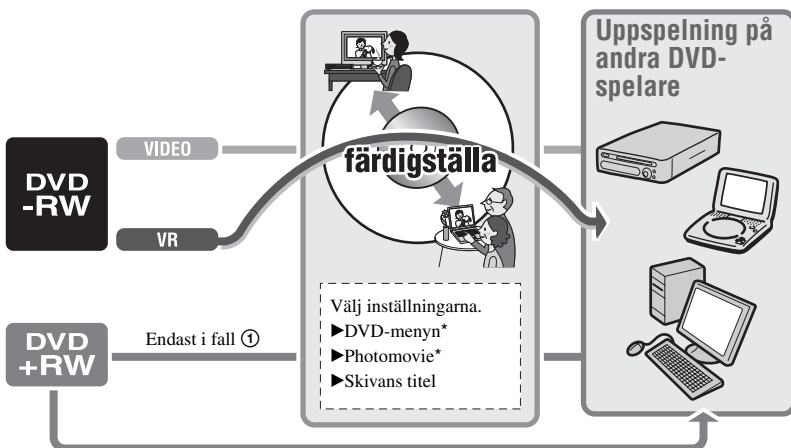 Uppspelning på
andra DVD-
spelare
DVD
-RW
VIDEO
VR
färdigställa
DVD
+RW
Endast i fall ①
Välj inställningarna.
▶DVD-menyn*
▶Photomovie*
▶Skivans titel